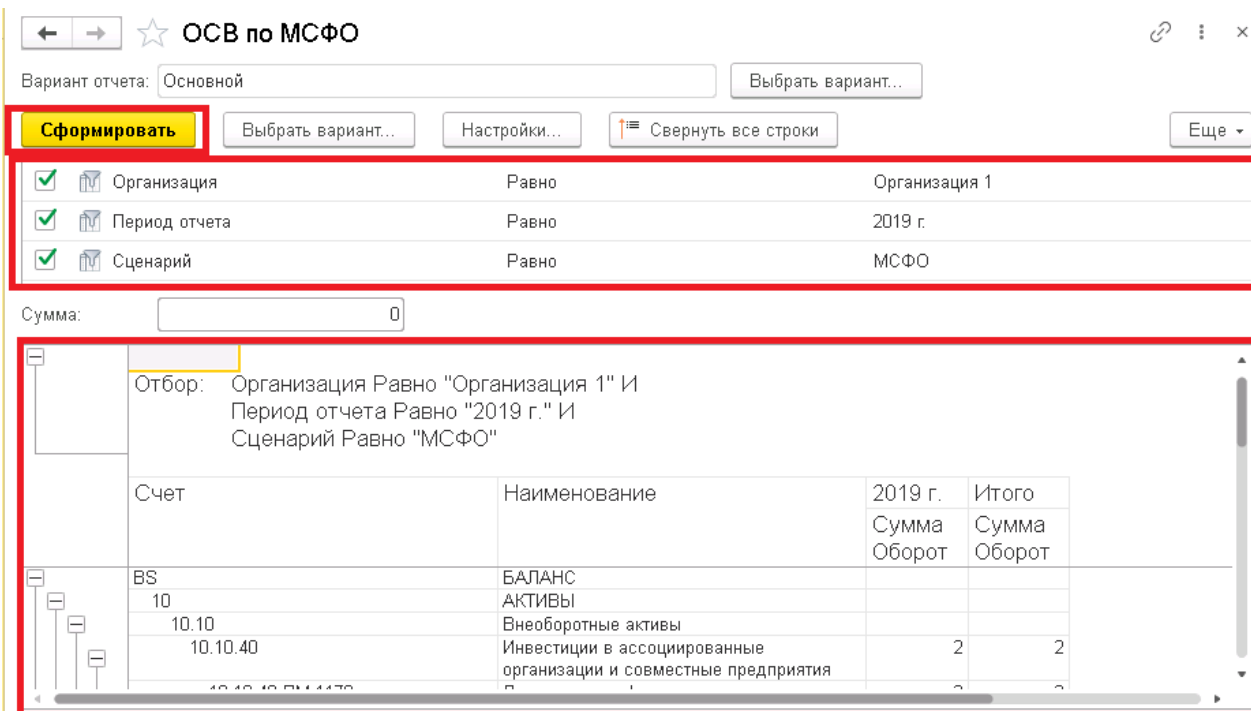 ОСВ по МСФО
Вариант отчета: Основной Выбрать вариант...
Сформировать Выбрать вариант... Настройки... Свернуть все строки Еще
Организация Равно Организация 1
Период отчета Равно 2019 г.
Сценарий Равно МСФО
Сумма: 0
Отбор: Организация Равно "Организация 1" И
Период отчета Равно "2019 г." И
Сценарий Равно "МСФО"
Счет Наименование 2019 г. Итого
Сумма Сумма
Оборот Оборот
BS БАЛАНС
10 АКТИВЫ
10.10 Внеоборотные активы
10.10.40 Инвестиции в ассоциированные 2 2
организации и совместные предприятия